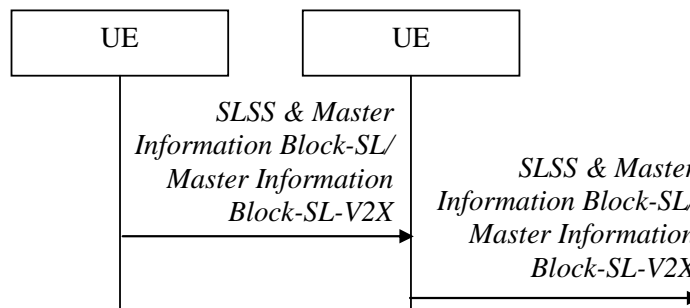 UE
UE
SLSS & Master
Information Block-SL/
Master Information
Block-SL-V2X
SLSS & Master
Information Block-SL/
Master Information
Block-SL-V2X